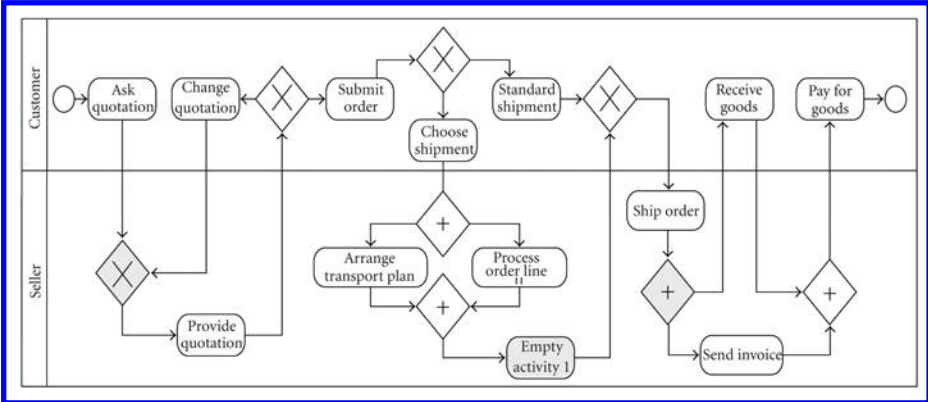 Customer
Ask
quotation
Change
quotation
Submit
order
Standard
shipment
Receive
goods
Pay for
goods
Choose
shipment
Seller
Ship order
Arrange
transport plan
Process
order line
Provide
quotation
Empty
activity 1
Send invoice